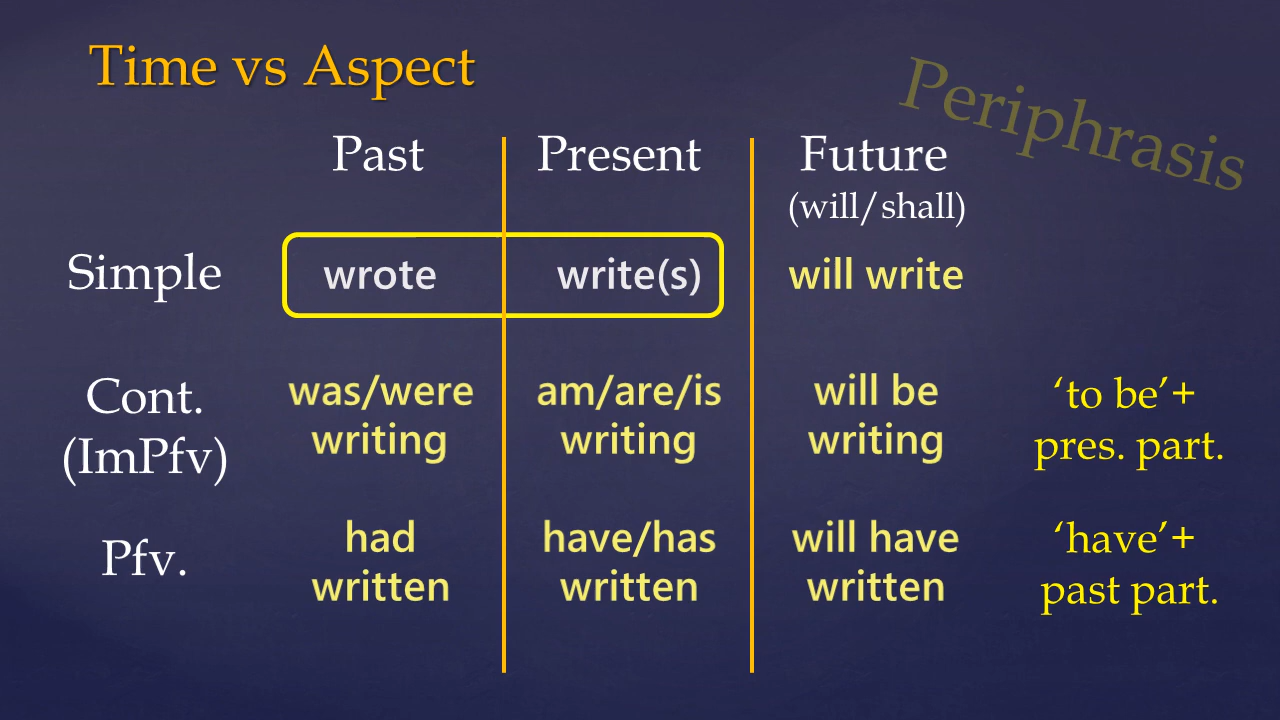 Time vs Aspect
Periphrasis
Past Present Future
(will/shall)
Simple wrote write(s) will write
Cont. was/were am/are/is will be ‘to be’+
(ImPfv) writing writing writing pres. part.
Pfv. had have/has will have ‘have’+
written written written past part.